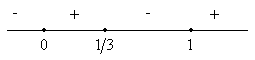 - + - +
0 1/3 1